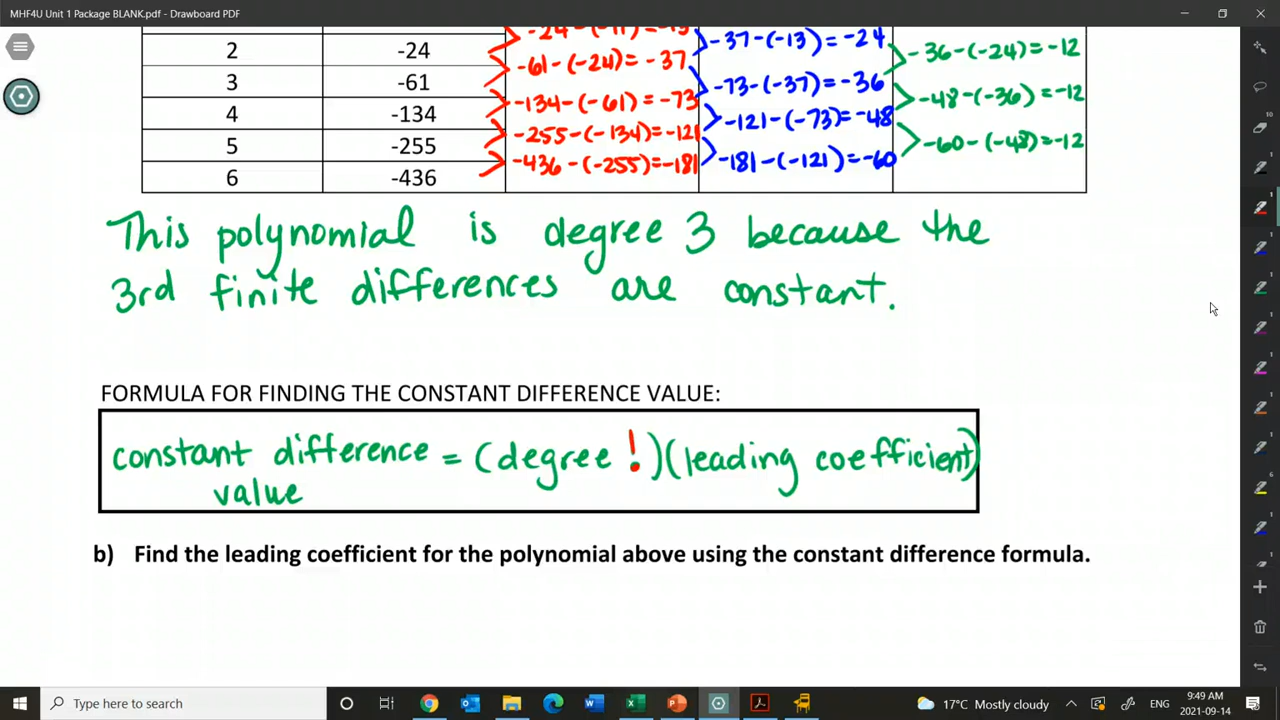 MHF4U Unit 1 Package BLANK.pdf - Drawboard PDF
-37-(-13)=-24
2 -24 -36-(-24)=-12
-61-(-24)=-37
3 -61 -73-(-37)=-36
-134-(-61)=-73 -48-(-36)=-12
4 -134 -121-(-73)=-48
5 -255 -255-(-134)=-121 -60-(-48)=-12
-436-(-255)=-181 -181-(-121)=-60
6 -436
This polynomial is degree 3 because the
3rd finite differences are constant.
FORMULA FOR FINDING THE CONSTANT DIFFERENCE VALUE:
constant difference = (degree !)(leading coefficient)
value
b) Find the leading coefficient for the polynomial above using the constant difference formula.
Type here to search
17°C Mostly cloudy
ENG
9:49 AM
2021-09-14